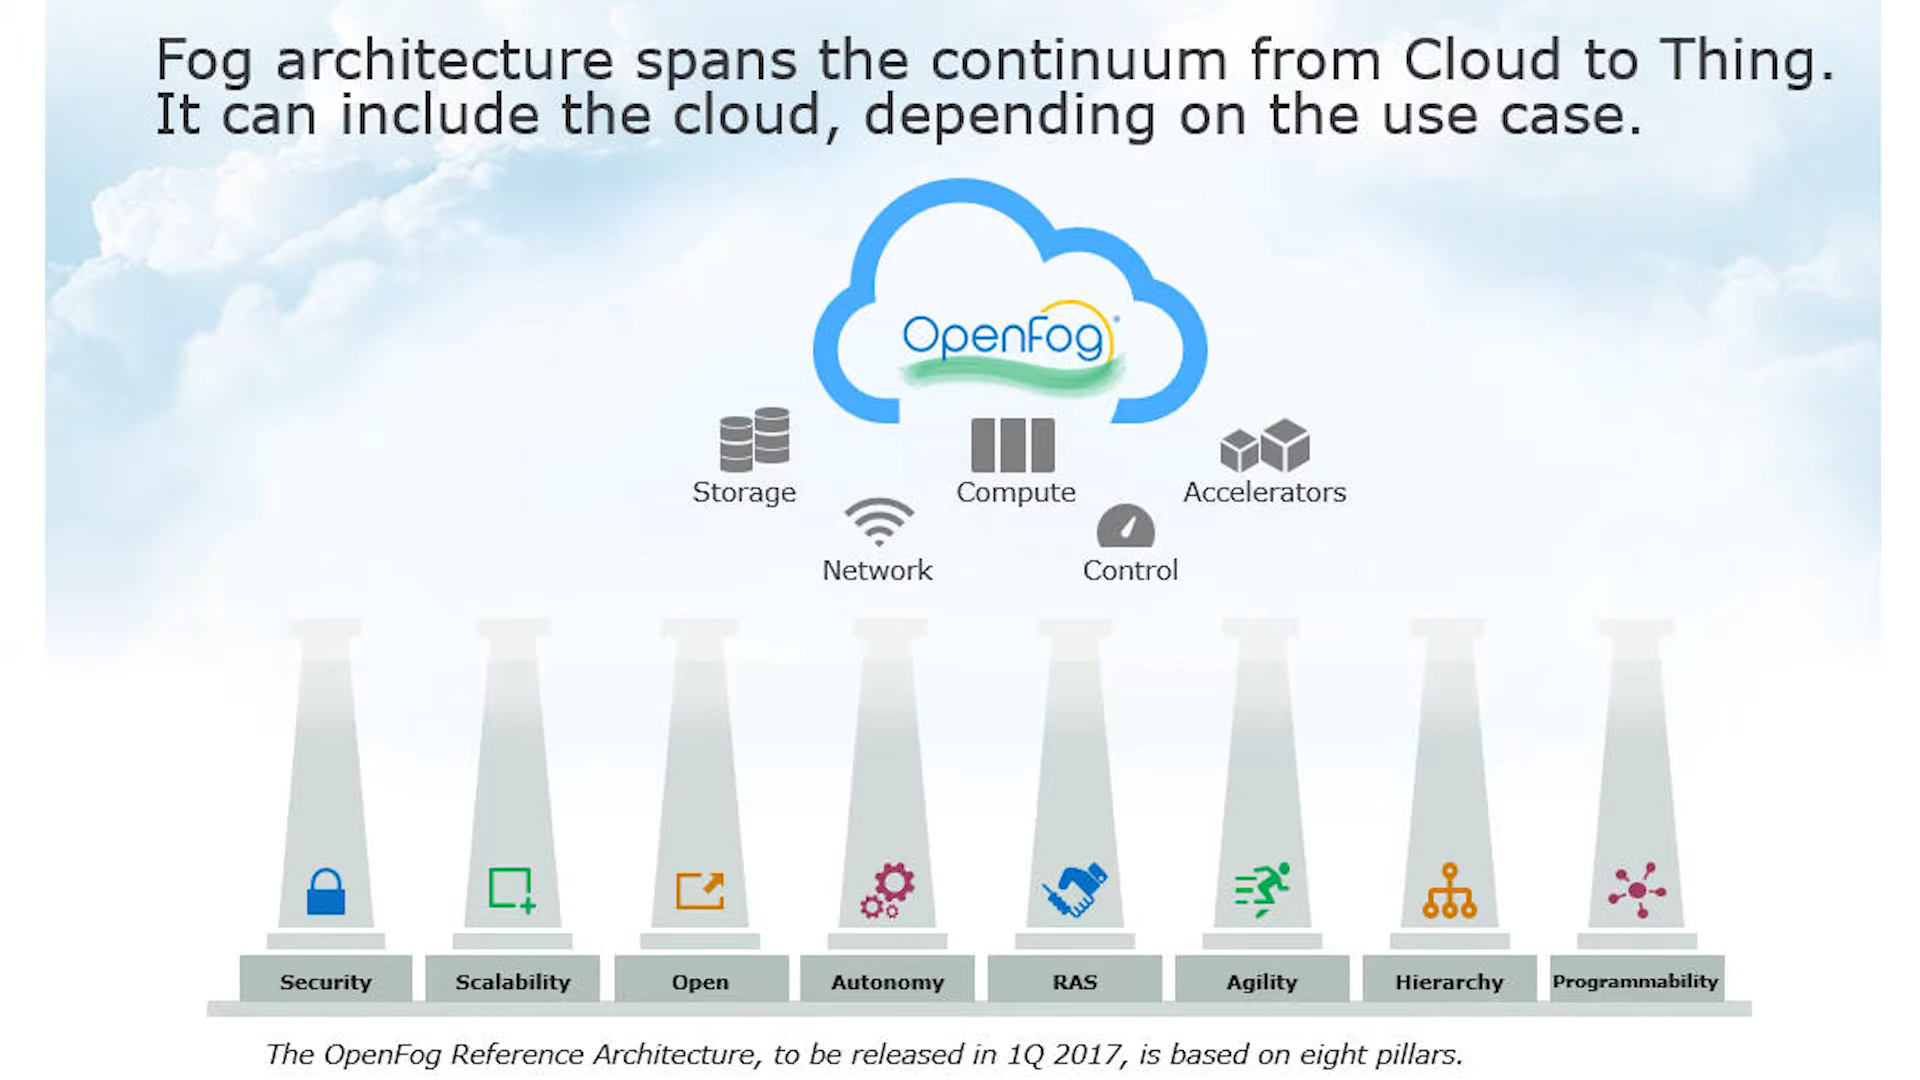 Fog architecture spans the continuum from Cloud to Thing.
It can include the cloud, depending on the use case.
OpenFog
Storage
Compute
Accelerators
Network
Control
Security
Scalability
Open
Autonomy
RAS
Agility
Hierarchy
Programmability
The OpenFog Reference Architecture, to be released in 1Q 2017, is based on eight pillars.